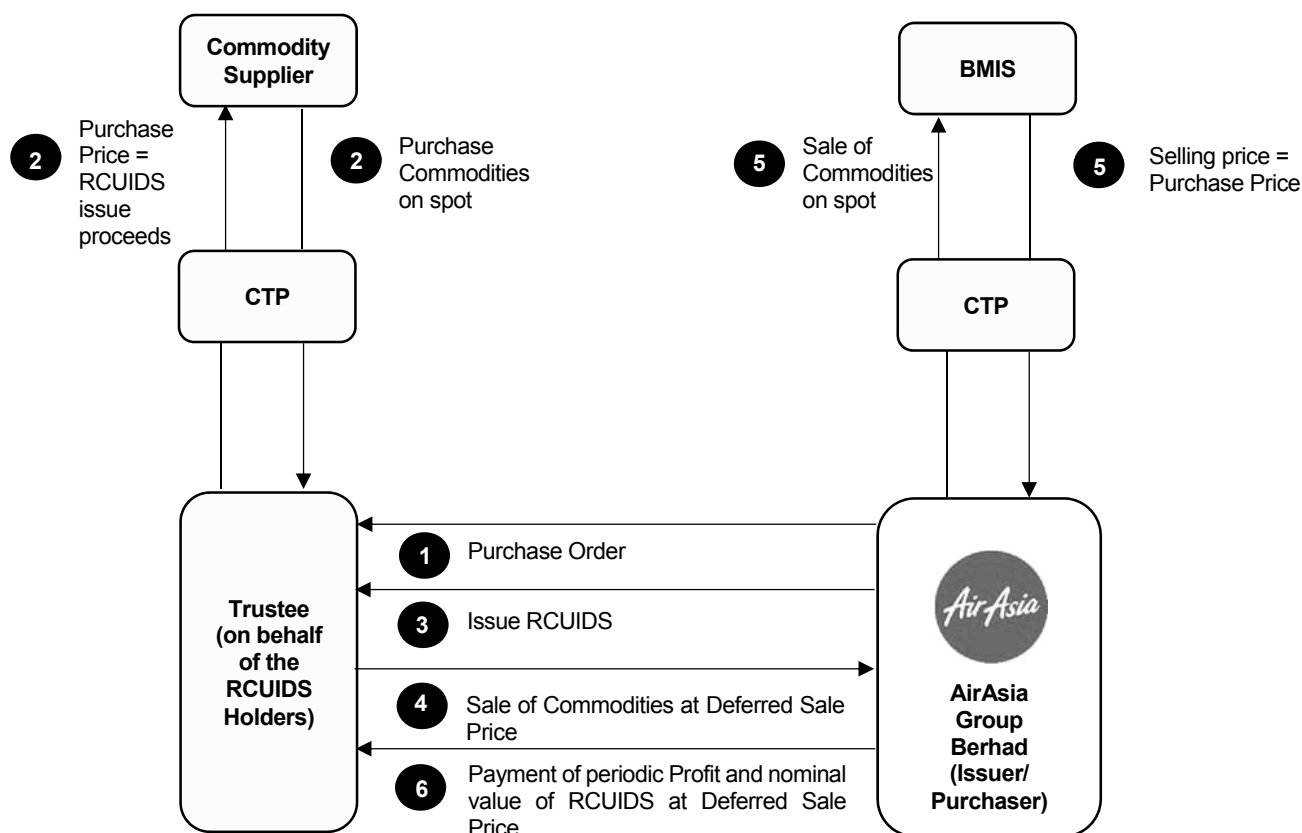 Commodity
Supplier
BMIS
2
Purchase
Price =
RCUIDS
issue
proceeds
2
Purchase
Commodities
on spot
5
Sale of
Commodities
on spot
5
Selling price =
Purchase Price
CTP
CTP
1
Purchase Order
3
Issue RCUIDS
4
Sale of Commodities at Deferred Sale
Price
6
Payment of periodic Profit and nominal
value of RCUIDS at Deferred Sale
Price
Trustee
(on behalf
of the
RCUIDS
Holders)
AirAsia
AirAsia
Group
Berhad
(Issuer/
Purchaser)